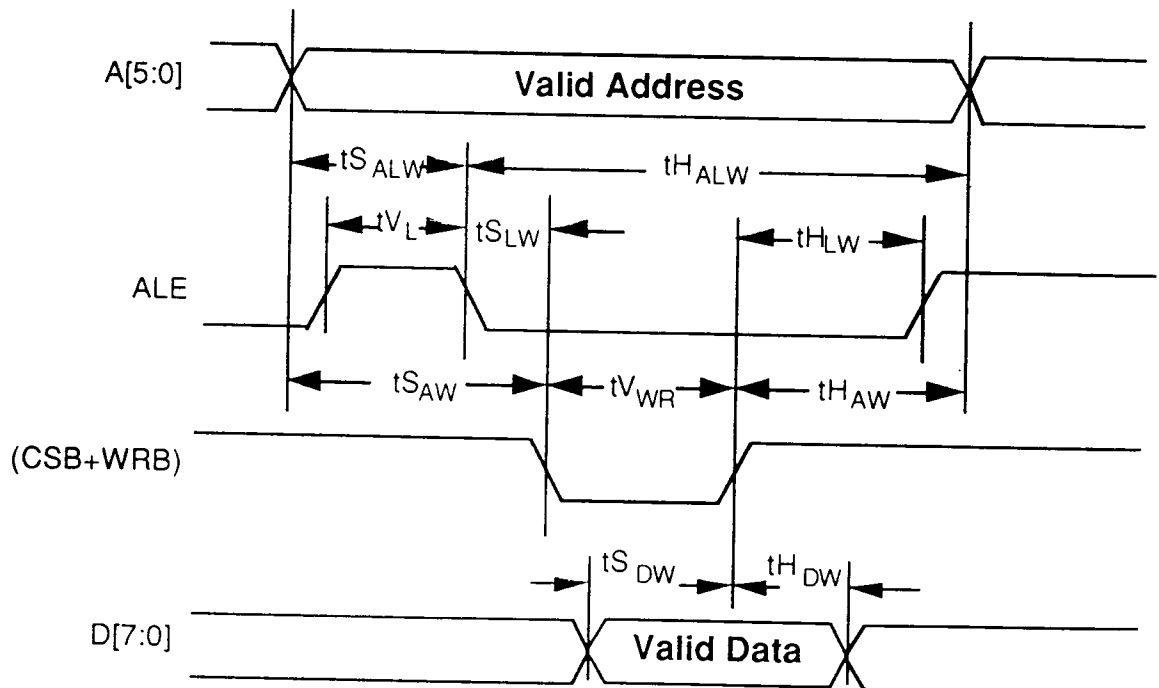 A[5:0]
Valid Address
tS ALW
tH ALW
tV L
tS LW
tH LW
ALE
tS AW
tV WR
tH AW
(CSB+WRB)
tS DW
tH DW
D[7:0]
Valid Data